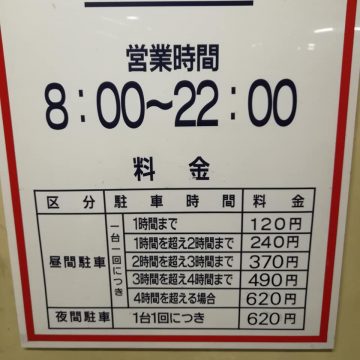 営業時間
8:00～22:00
料金
区分 駐車時間 料金
昼間駐車 一台一回につき 1時間まで 120円
1時間を超え2時間まで 240円
2時間を超え3時間まで 370円
3時間を超え4時間まで 490円
4時間を超える場合 620円
夜間駐車 1台1回につき 620円